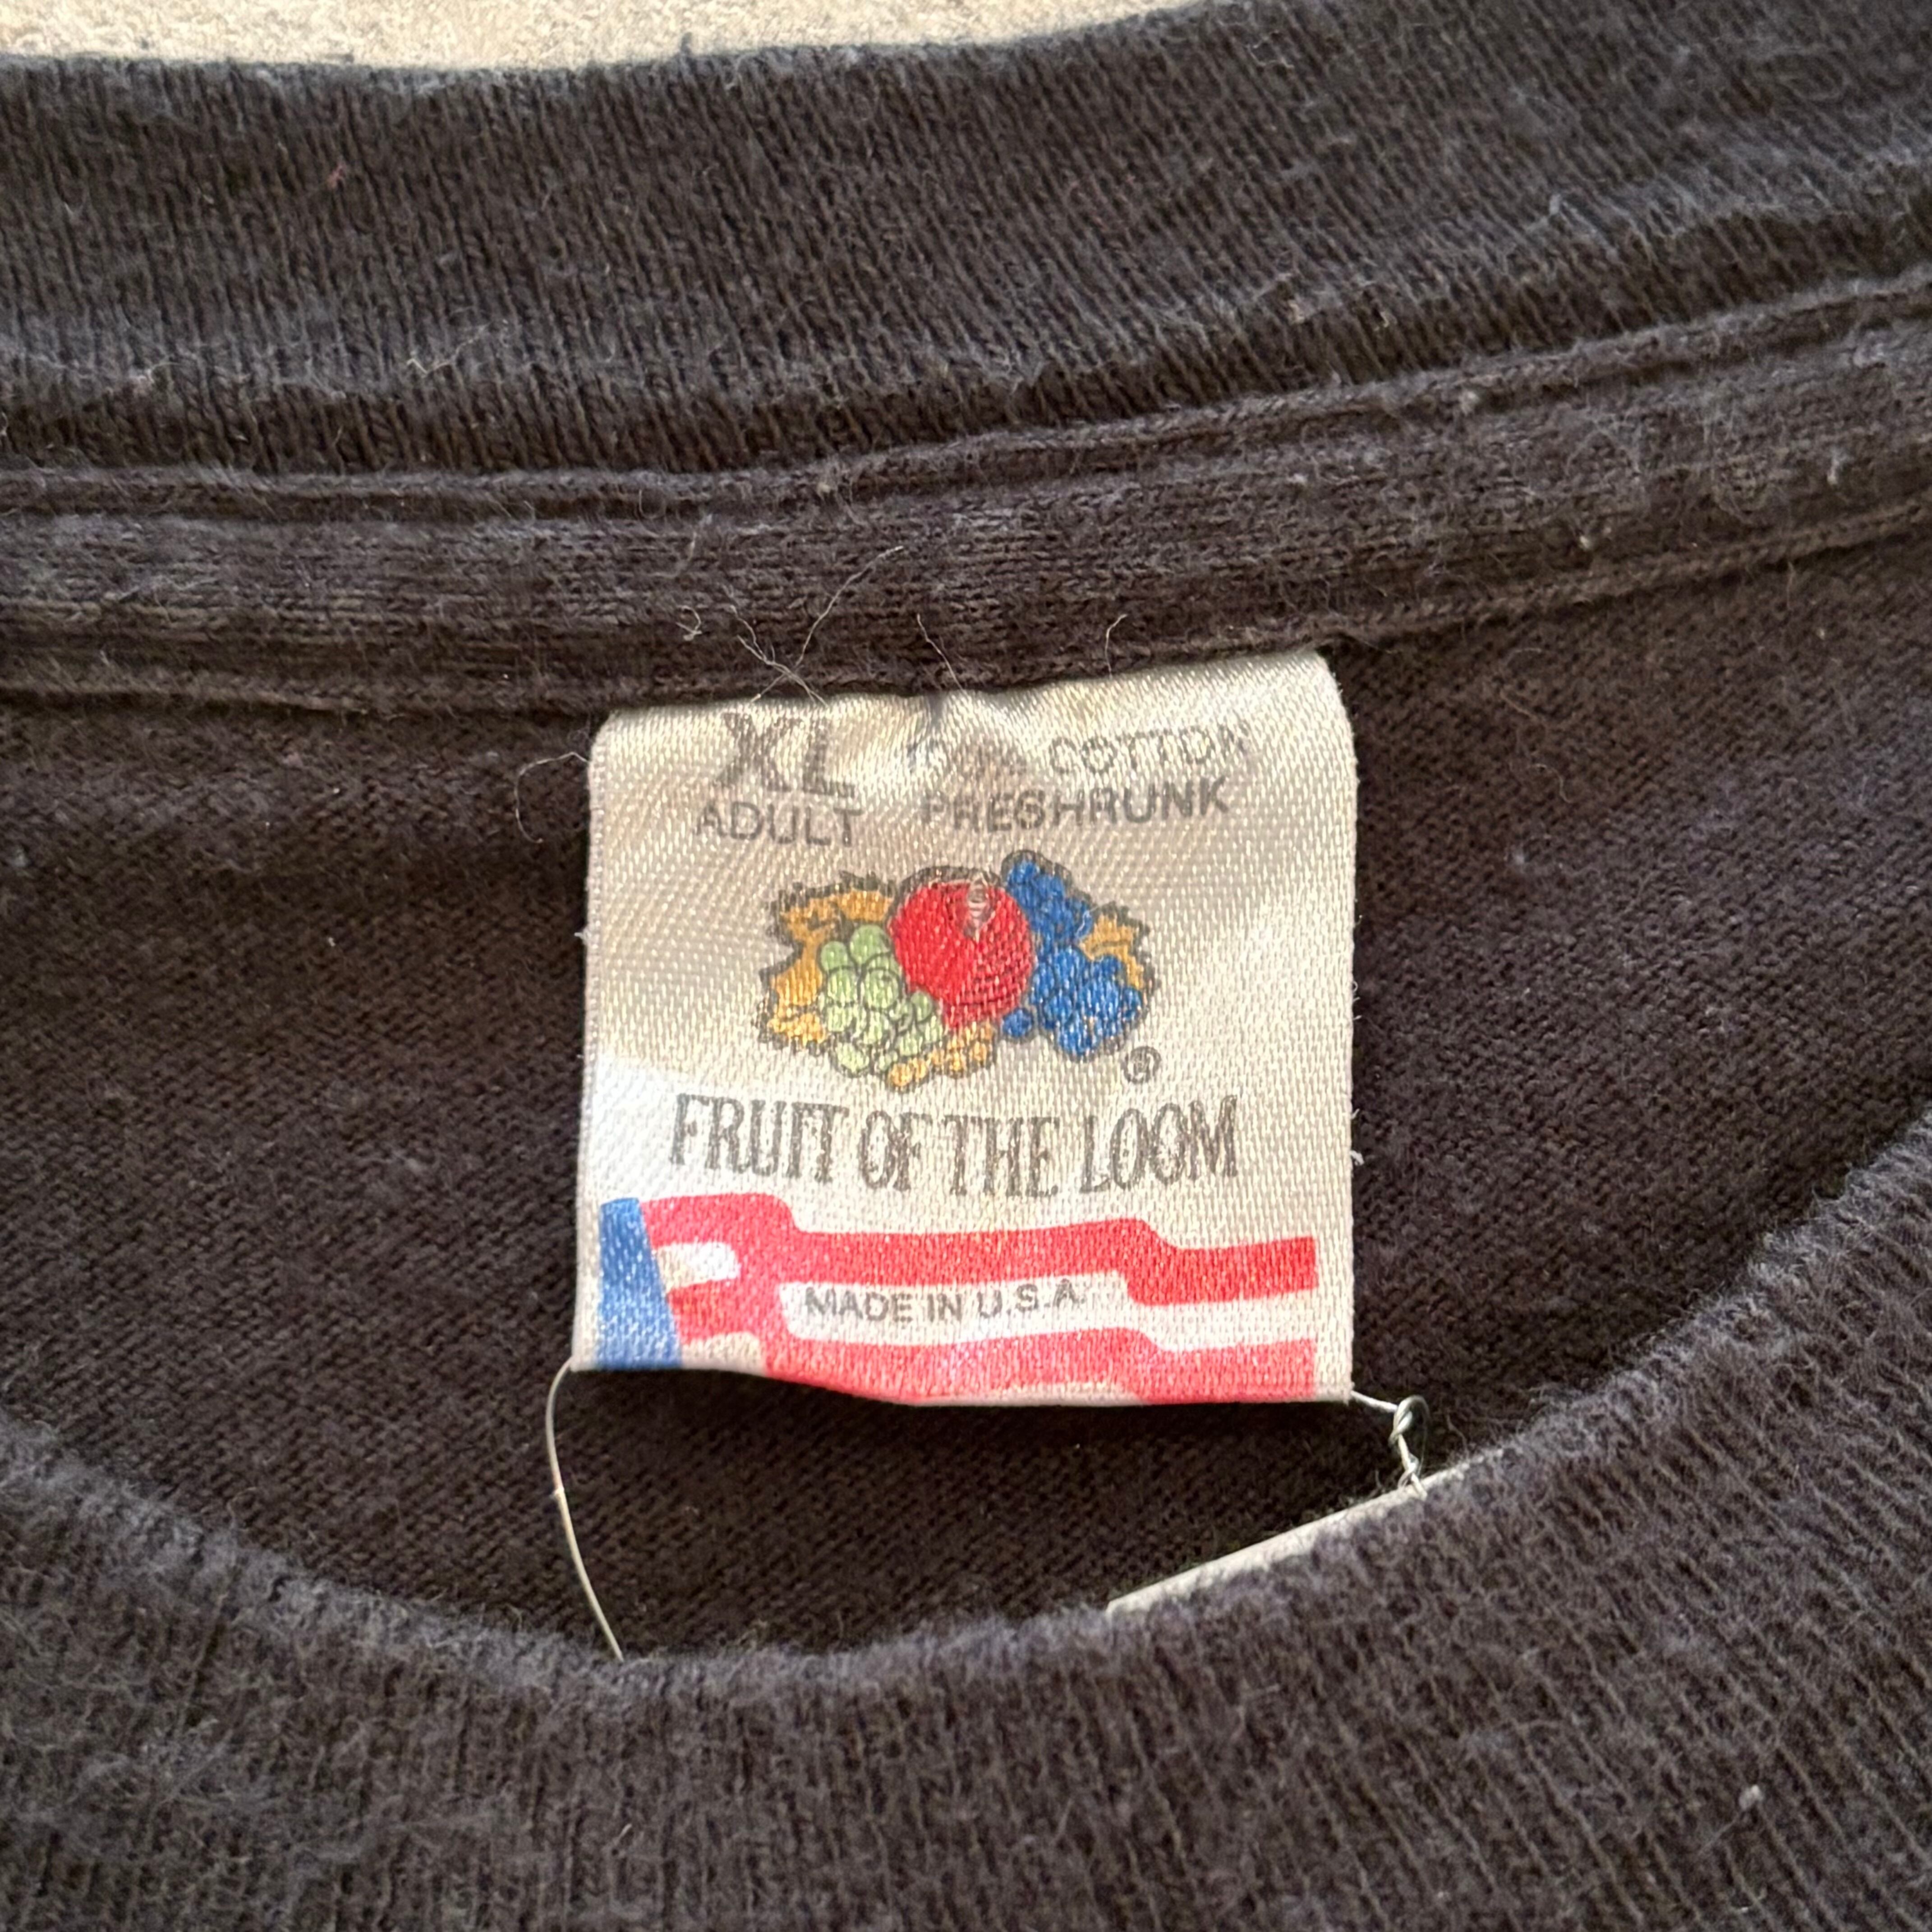 XL 100% COTTON
ADULT PRESHRUNK
®
FRUIT OF THE LOOM
MADE IN U.S.A.